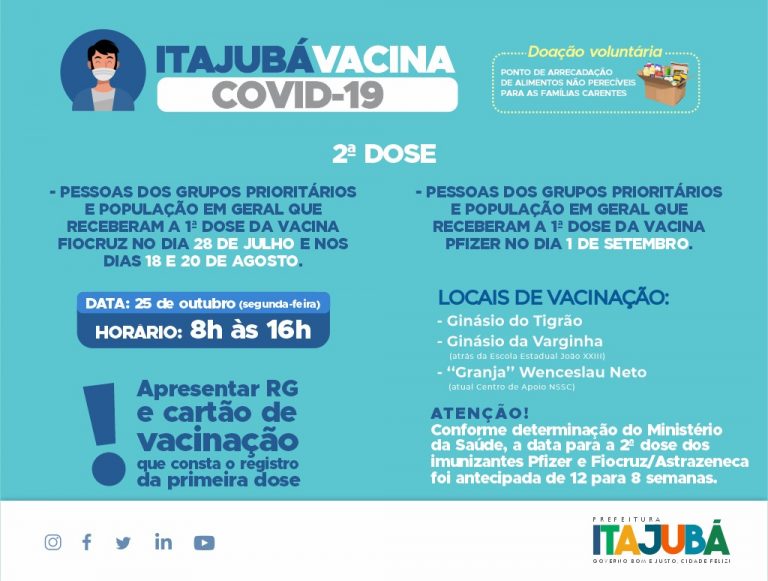 ITAJUBÁ VACINA
COVID-19
Doação voluntária
PONTO DE ARRECADAÇÃO
DE ALIMENTOS NÃO PERECÍVEIS
PARA AS FAMÍLIAS CARENTES
2ª DOSE
- PESSOAS DOS GRUPOS PRIORITÁRIOS
E POPULAÇÃO EM GERAL QUE
RECEBERAM A 1ª DOSE DA VACINA
FIOCRUZ NO DIA 28 DE JULHO E NOS
DIAS 18 E 20 DE AGOSTO.
- PESSOAS DOS GRUPOS PRIORITÁRIOS
E POPULAÇÃO EM GERAL QUE
RECEBERAM A 1ª DOSE DA VACINA
PFIZER NO DIA 1 DE SETEMBRO.
DATA: 25 de outubro (segunda-feira)
HORARIO: 8h às 16h
! Apresentar RG
e cartão de
vacinação
que consta o registro
da primeira dose
LOCAIS DE VACINAÇÃO:
- Ginásio do Tigrão
- Ginásio da Varginha
(atrás da Escola Estadual João XXIII)
- “Granja” Wenceslau Neto
(atual Centro de Apoio NSSC)
ATENÇÃO!
Conforme determinação do Ministério
da Saúde, a data para a 2ª dose dos
imunizantes Pfizer e Fiocruz/Astrazeneca
foi antecipada de 12 para 8 semanas.
PREFEITURA
ITAJUBÁ
GOVERNO BOM E JUSTO, CIDADE FELIZ!